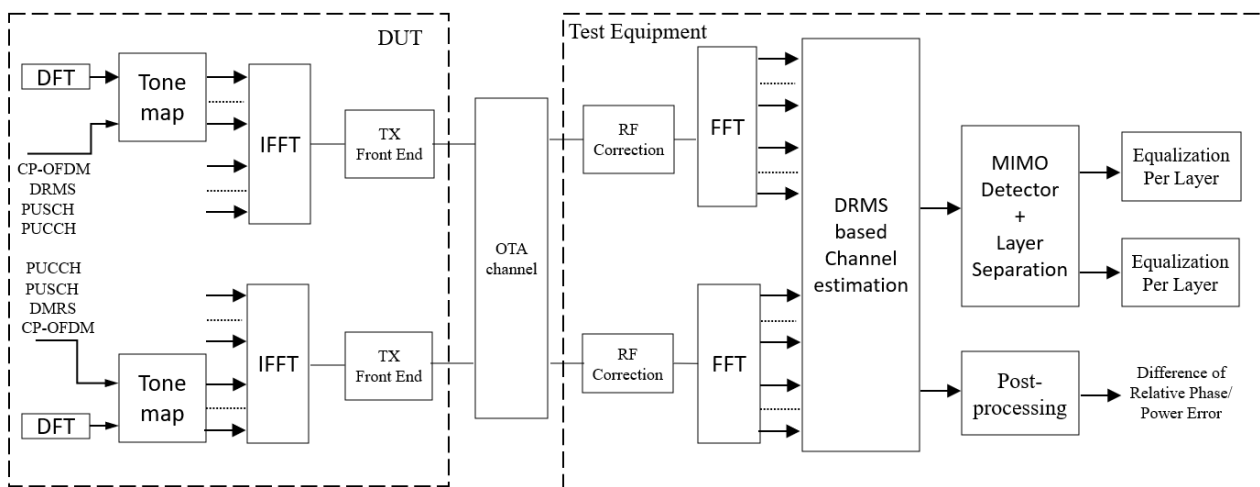 DUT
DFT
Tone
map
CP-OFDM
DRMS
PUSCH
PUCCH
IFFT
TX
Front End
PUCCH
PUSCH
DMRS
CP-OFDM
DFT
Tone
map
IFFT
TX
Front End
OTA
channel
Test Equipment
RF
Correction
FFT
RF
Correction
FFT
DRMS
based
Channel
estimation
MIMO
Detector
+
Layer
Separation
Equalization
Per Layer
Equalization
Per Layer
Post-
processing
Difference of
Relative Phase/
Power Error